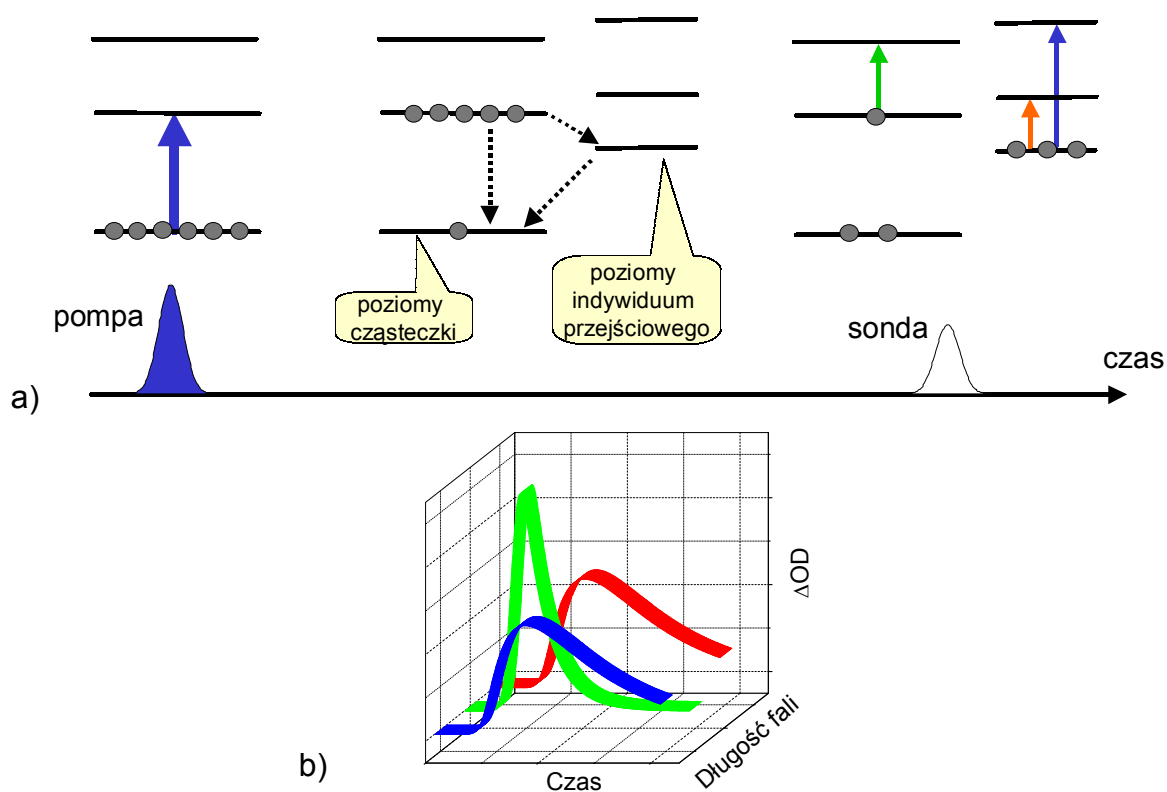 poziomy
cząsteczki
poziomy
indywiduum
przejściowego
pompa
sonda
czas
a)
ΔOD
Długość fali
Czas
b)